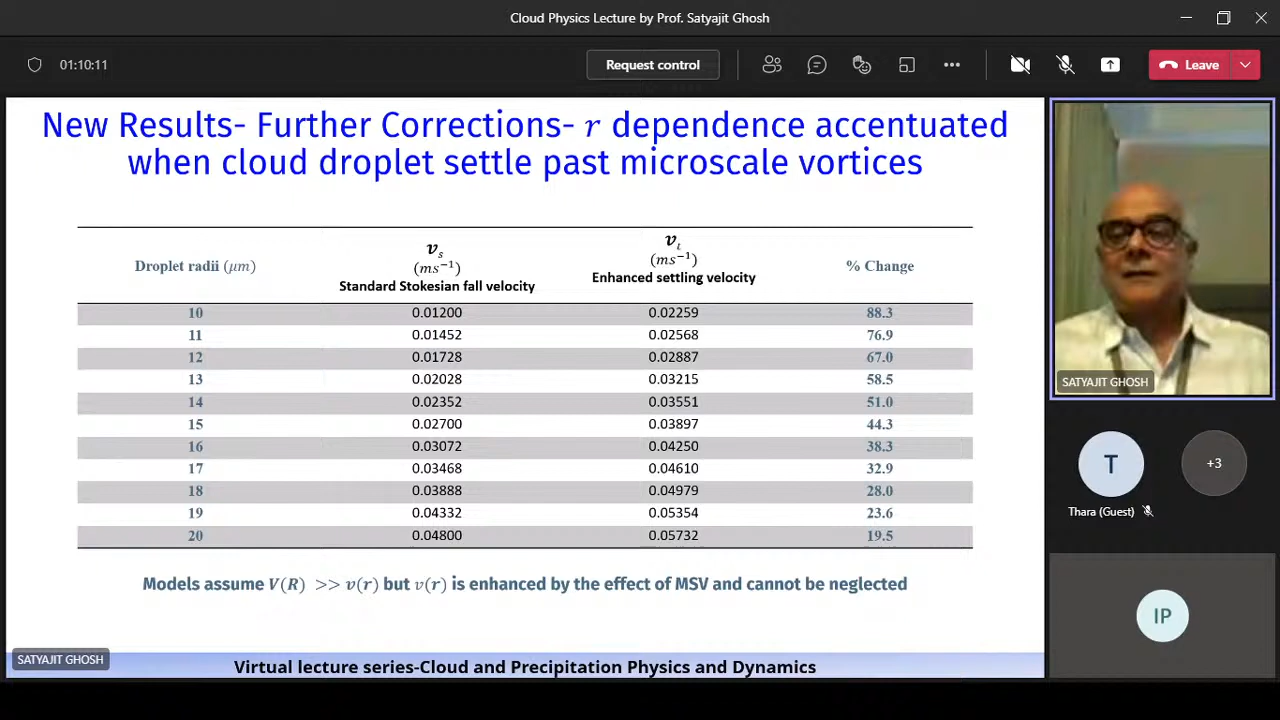 Cloud Physics Lecture by Prof. Satyajit Ghosh
01:10:11
Request control
Leave
New Results- Further Corrections- r dependence accentuated
when cloud droplet settle past microscale vortices
Droplet radii (μm)
vs
(ms⁻¹)
Standard Stokesian fall velocity
vt
(ms⁻¹)
Enhanced settling velocity
% Change
10 0.01200 0.02259 88.3
11 0.01452 0.02568 76.9
12 0.01728 0.02887 67.0
13 0.02028 0.03215 58.5
14 0.02352 0.03551 51.0
15 0.02700 0.03897 44.3
16 0.03072 0.04250 38.3
17 0.03468 0.04610 32.9
18 0.03888 0.04979 28.0
19 0.04332 0.05354 23.6
20 0.04800 0.05732 19.5
Models assume V(R) >> v(r) but v(r) is enhanced by the effect of MSV and cannot be neglected
SATYAJIT GHOSH
Virtual lecture series-Cloud and Precipitation Physics and Dynamics
SATYAJIT GHOSH
T
+3
Thara (Guest)
IP